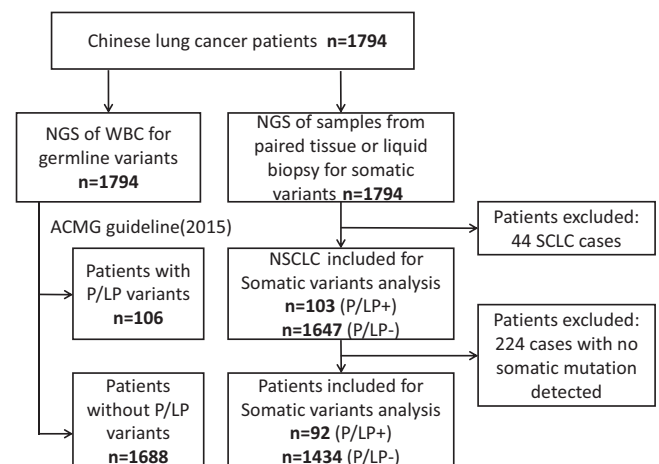 Chinese lung cancer patients n=1794
NGS of WBC for
germline variants
n=1794
NGS of samples from
paired tissue or liquid
biopsy for somatic
variants n=1794
ACMG guideline(2015)
Patients excluded:
44 SCLC cases
Patients with
P/LP variants
n=106
NSCLC included for
Somatic variants analysis
n=103 (P/LP+)
n=1647 (P/LP-)
Patients excluded:
224 cases with no
somatic mutation
detected
Patients
without P/LP
variants
n=1688
Patients included for
Somatic variants analysis
n=92 (P/LP+)
n=1434 (P/LP-)